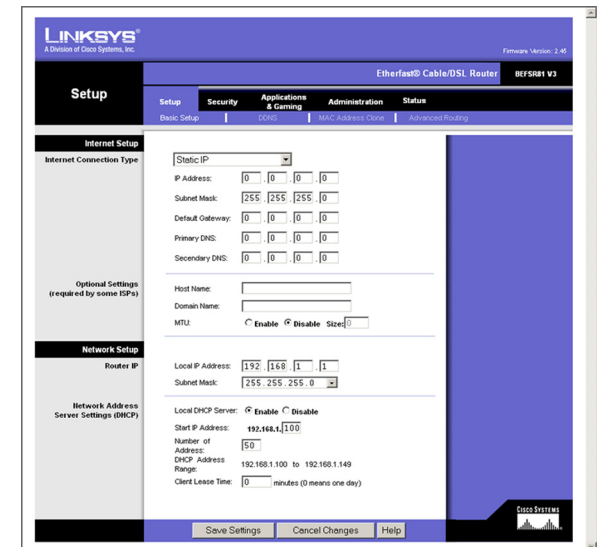 LINKSYS®
A Division of Cisco Systems, Inc.
Firmware Version: 2.45
Etherfast® Cable/DSL Router BEFSR81 V3
Setup
Setup Security Applications & Gaming Administration Status
Basic Setup DDNS MAC Address Clone Advanced Routing
Internet Setup
Internet Connection Type
Static IP
IP Address: 0 . 0 . 0 . 0
Subnet Mask: 255 . 255 . 255 . 0
Default Gateway: 0 . 0 . 0 . 0
Primary DNS: 0 . 0 . 0 . 0
Secendary DNS: 0 . 0 . 0 . 0
Optional Settings
(required by some ISPs)
Host Name:
Domain Name:
MTU: Enable Disable Size: 0
Network Setup
Router IP
Local IP Address: 192 . 168 . 1 . 1
Subnet Mask: 255.255.255.0
Network Address
Server Settings (DHCP)
Local DHCP Server: Enable Disable
Start IP Address: 192.168.1. 100
Number of
Address: 50
DHCP Address
Range: 192.168.1.100 to 192.168.1.149
Client Lease Time: 0 minutes (0 means one day)
CISCO SYSTEMS
Save Settings Cancel Changes Help